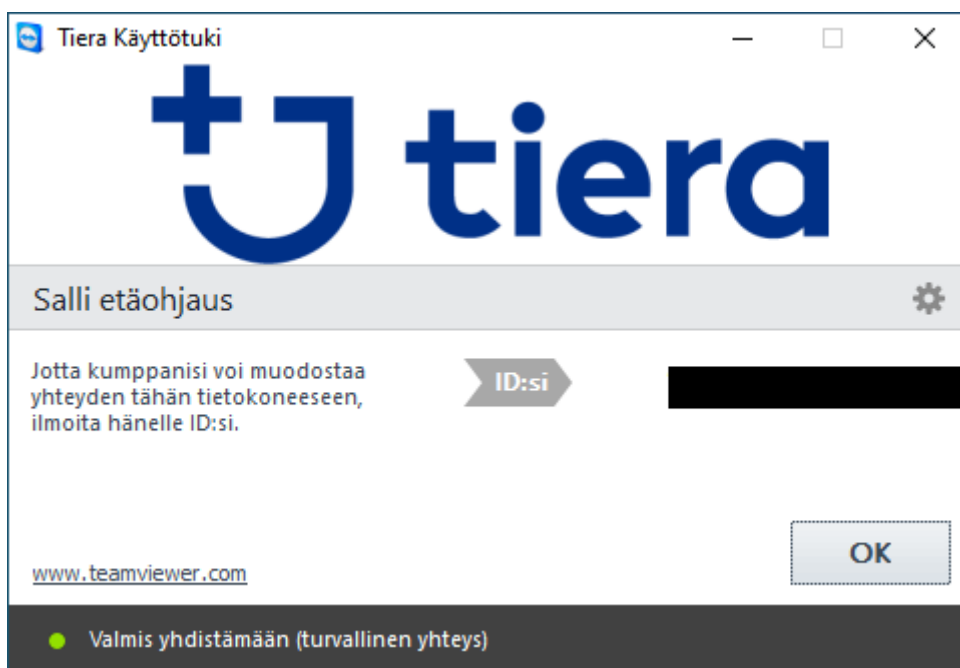 Tiera Käyttötuki
tiera
Salli etäohjaus
Jotta kumppanisi voi muodostaa
yhteyden tähän tietokoneeseen,
ilmoita hänelle ID:si.
ID:si
OK
www.teamviewer.com
Valmis yhdistämään (turvallinen yhteys)